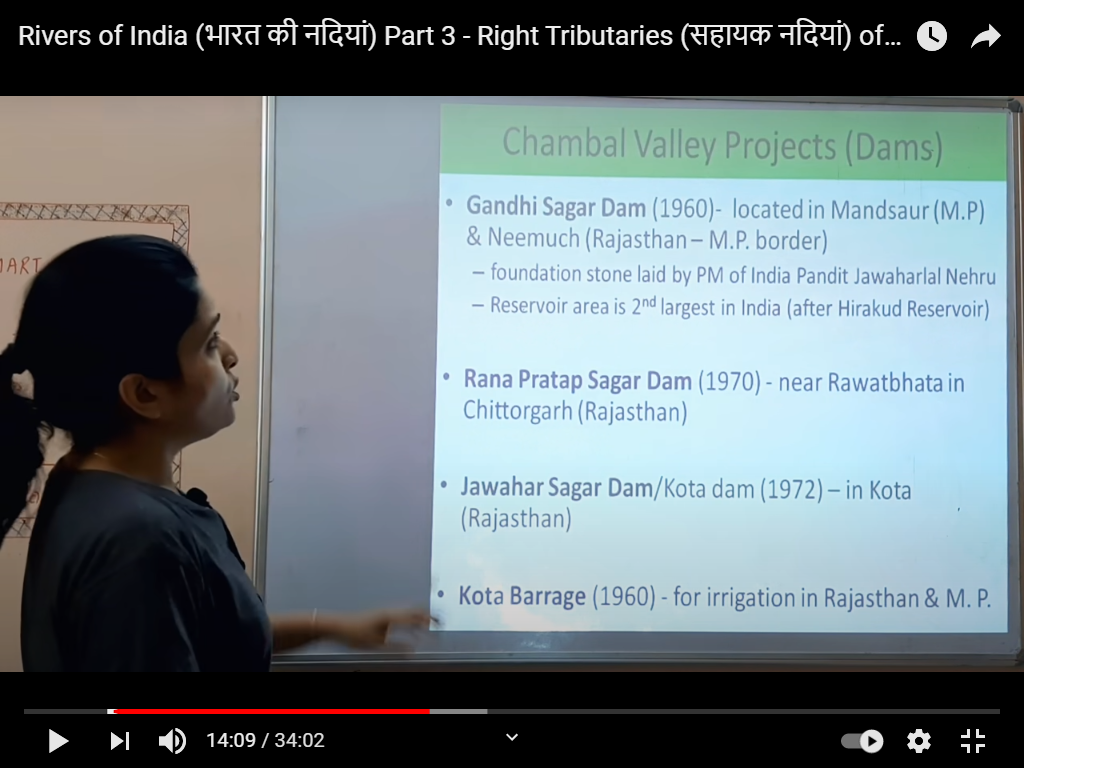 Rivers of India (भारत की नदियां) Part 3 - Right Tributaries (सहायक नदियां) of...
Chambal Valley Projects (Dams)
• Gandhi Sagar Dam (1960)- located in Mandsaur (M.P)
& Neemuch (Rajasthan – M.P. border)
– foundation stone laid by PM of India Pandit Jawaharlal Nehru
– Reservoir area is 2nd largest in India (after Hirakud Reservoir)
• Rana Pratap Sagar Dam (1970) - near Rawatbhata in
Chittorgarh (Rajasthan)
• Jawahar Sagar Dam/Kota dam (1972) – in Kota
(Rajasthan)
• Kota Barrage (1960) - for irrigation in Rajasthan & M. P.
14:09 / 34:02